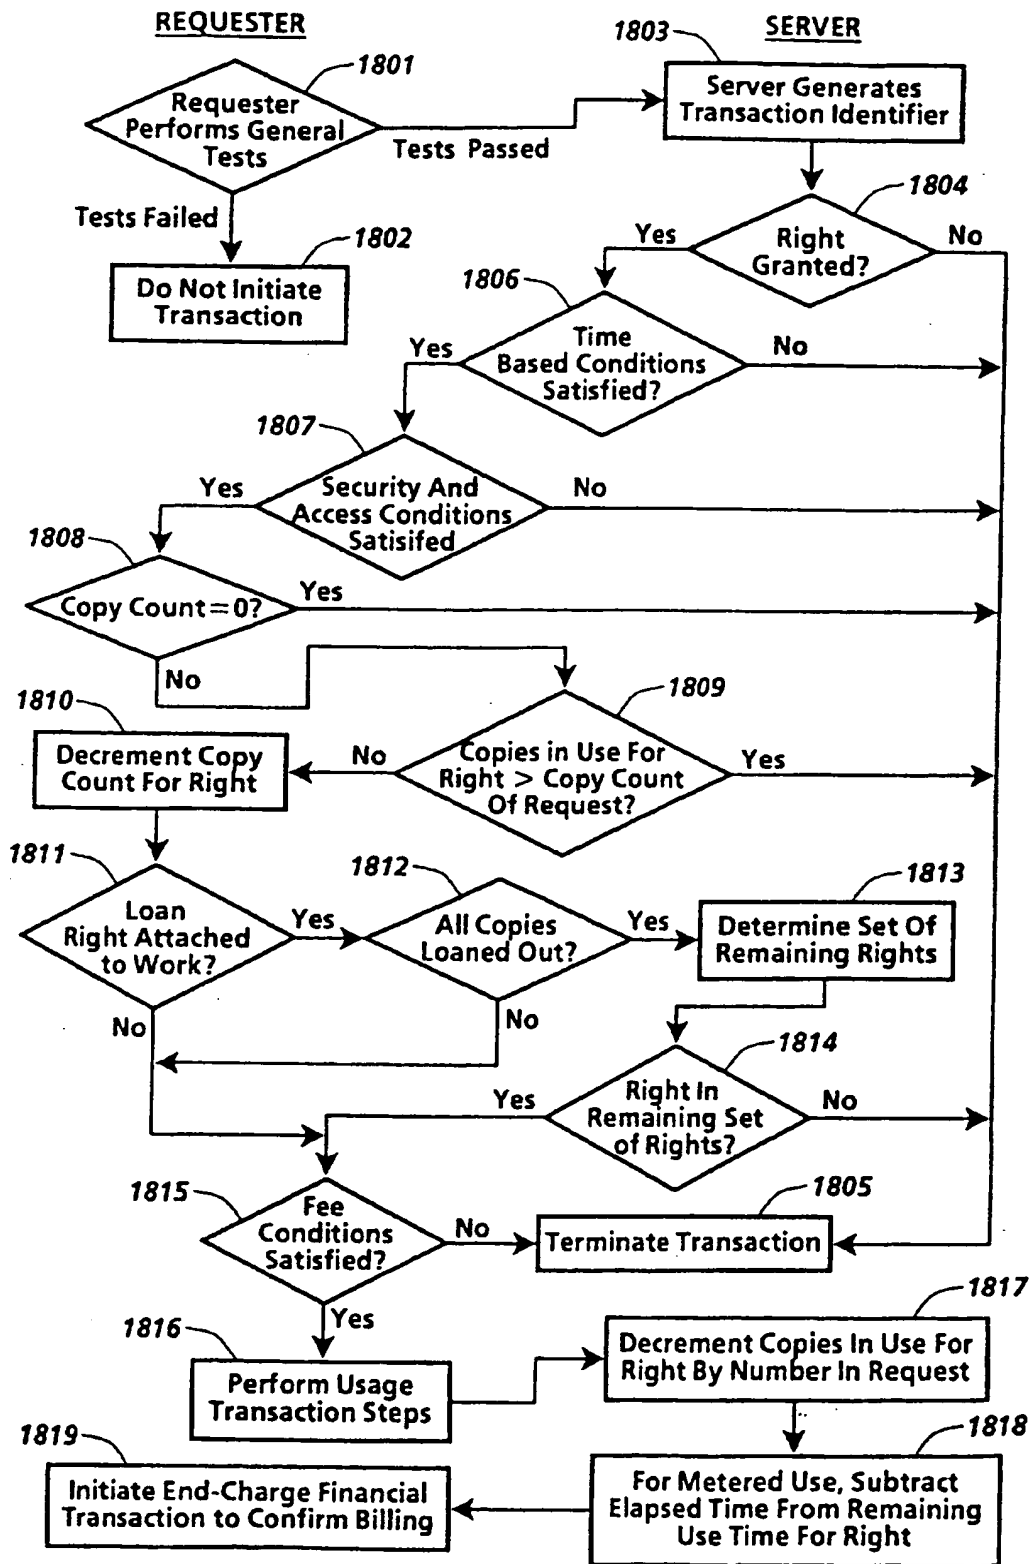 REQUESTER
SERVER
1801
Requester
Performs General
Tests
Tests Passed
Tests Failed
1802
Do Not Initiate
Transaction
1803
Server Generates
Transaction Identifier
1804
Right
Granted?
Yes
No
1806
Time
Based Conditions
Satisfied?
Yes
No
1807
Security And
Access Conditions
Satisifed
Yes
No
1808
Copy Count = 0?
Yes
No
1809
Copies in Use For
Right > Copy Count
Of Request?
No
Yes
1810
Decrement Copy
Count For Right
1811
Loan
Right Attached
to Work?
Yes
No
1812
All Copies
Loaned Out?
Yes
No
1813
Determine Set Of
Remaining Rights
1814
Right In
Remaining Set
of Rights?
Yes
No
1815
Fee
Conditions
Satisfied?
No
Yes
1805
Terminate Transaction
1816
Perform Usage
Transaction Steps
1817
Decrement Copies In Use For
Right By Number In Request
1818
For Metered Use, Subtract
Elapsed Time From Remaining
Use Time For Right
1819
Initiate End-Charge Financial
Transaction to Confirm Billing